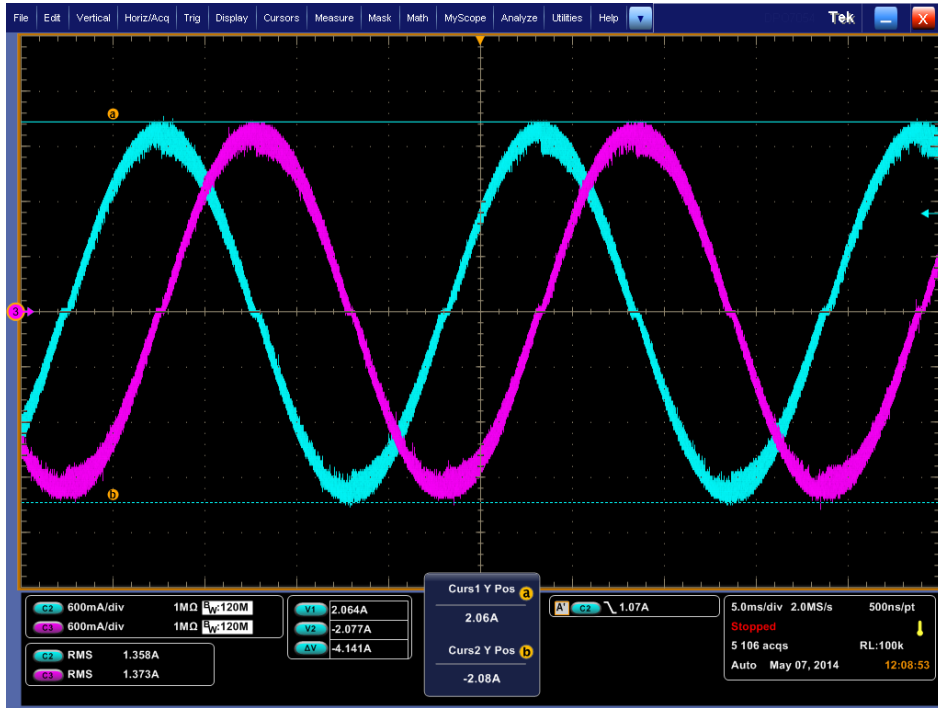 File Edit Vertical Horiz/Acq Trig Display Cursors Measure Mask Math MyScope Analyze Utilities Help Tek X
a
3
b
C2 600mA/div 1MΩ BW:120M
C3 600mA/div 1MΩ BW:120M
C2 RMS 1.358A
C3 RMS 1.373A
V1 2.064A
V2 -2.077A
ΔV -4.141A
Curs1 Y Pos a
2.06A
Curs2 Y Pos b
-2.08A
A' C2 1.07A
5.0ms/div 2.0MS/s 500ns/pt
Stopped
5 106 acqs RL:100k
Auto May 07, 2014 12:08:53